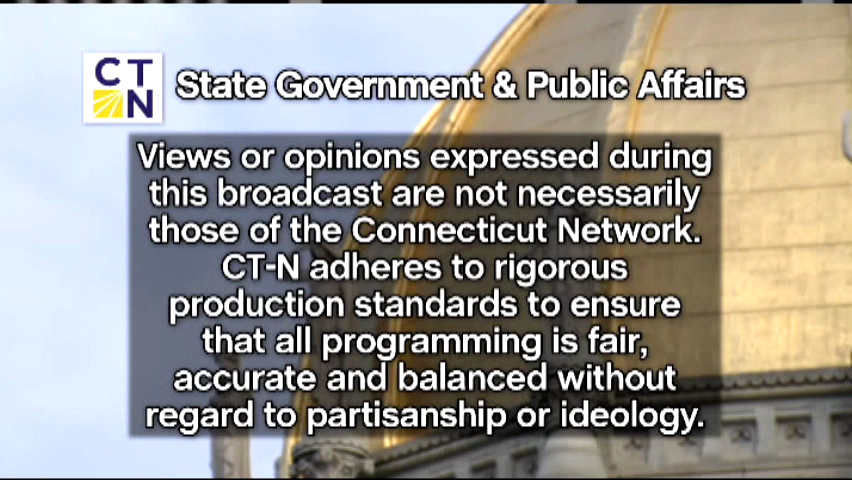 CT
N
State Government & Public Affairs
Views or opinions expressed during
this broadcast are not necessarily
those of the Connecticut Network.
CT-N adheres to rigorous
production standards to ensure
that all programming is fair,
accurate and balanced without
regard to partisanship or ideology.